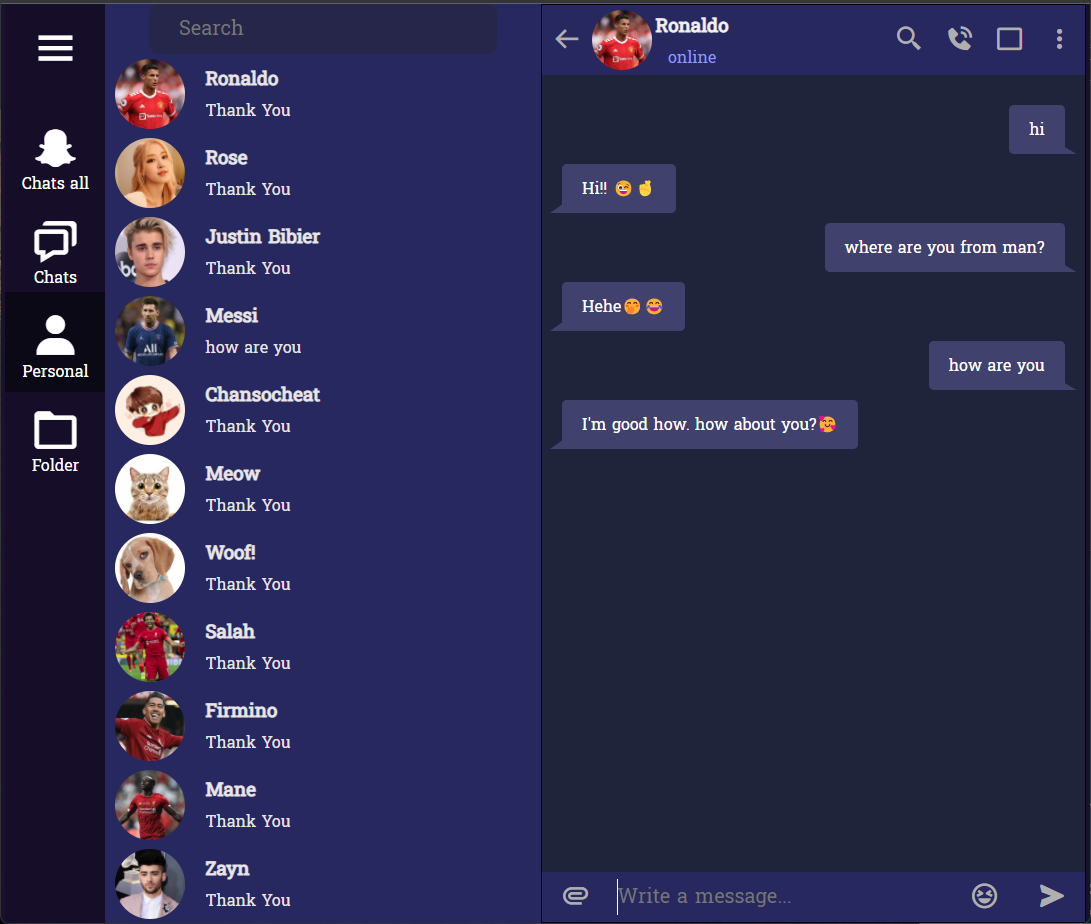 Search
Chats all
Chats
Personal
Folder
Ronaldo
Thank You
Rose
Thank You
Justin Bibier
Thank You
Messi
how are you
Chansocheat
Thank You
Meow
Thank You
Woof!
Thank You
Salah
Thank You
Firmino
Thank You
Mane
Thank You
Zayn
Thank You
Ronaldo
online
hi
Hi!! 😆🤞
where are you from man?
Hehe🤭😂
how are you
I'm good how. how about you?🥰
Write a message...